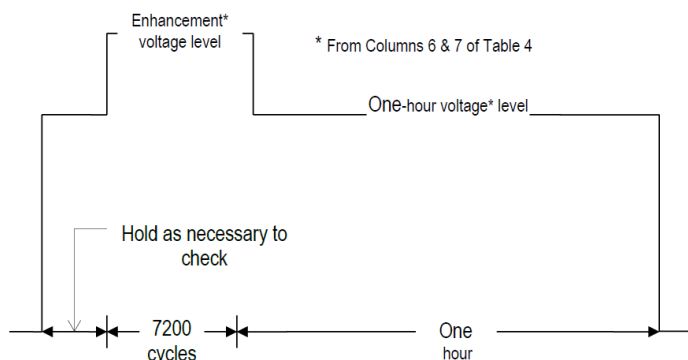 Enhancement*
voltage level
* From Columns 6 & 7 of Table 4
One-hour voltage* level
Hold as necessary to
check
7200
cycles
One
hour